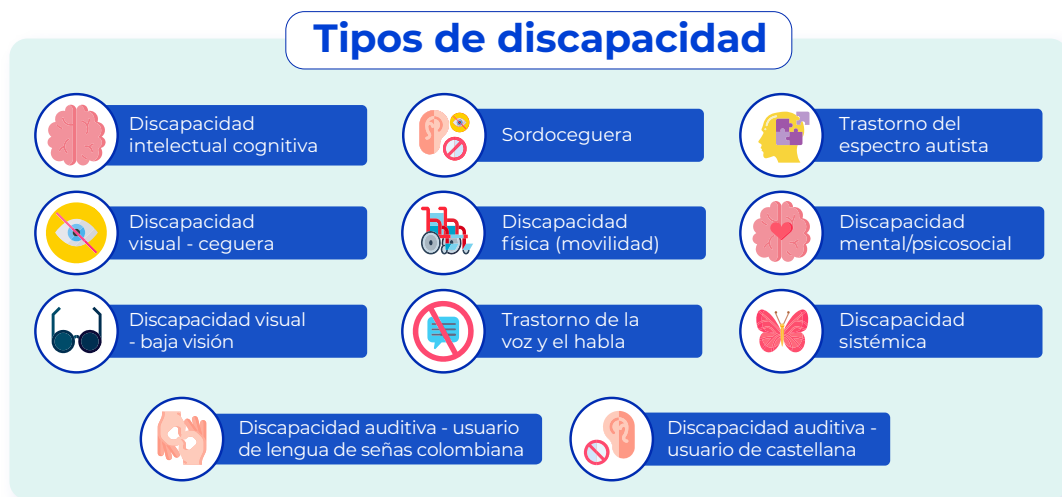 Tipos de discapacidad
Discapacidad
intelectual cognitiva
Sordoceguera
Trastorno del
espectro autista
Discapacidad
visual - ceguera
Discapacidad
física (movilidad)
Discapacidad
mental/psicosocial
Discapacidad visual
- baja visión
Trastorno de la
voz y el habla
Discapacidad
sistémica
Discapacidad auditiva - usuario
de lengua de señas colombiana
Discapacidad auditiva -
usuario de castellana